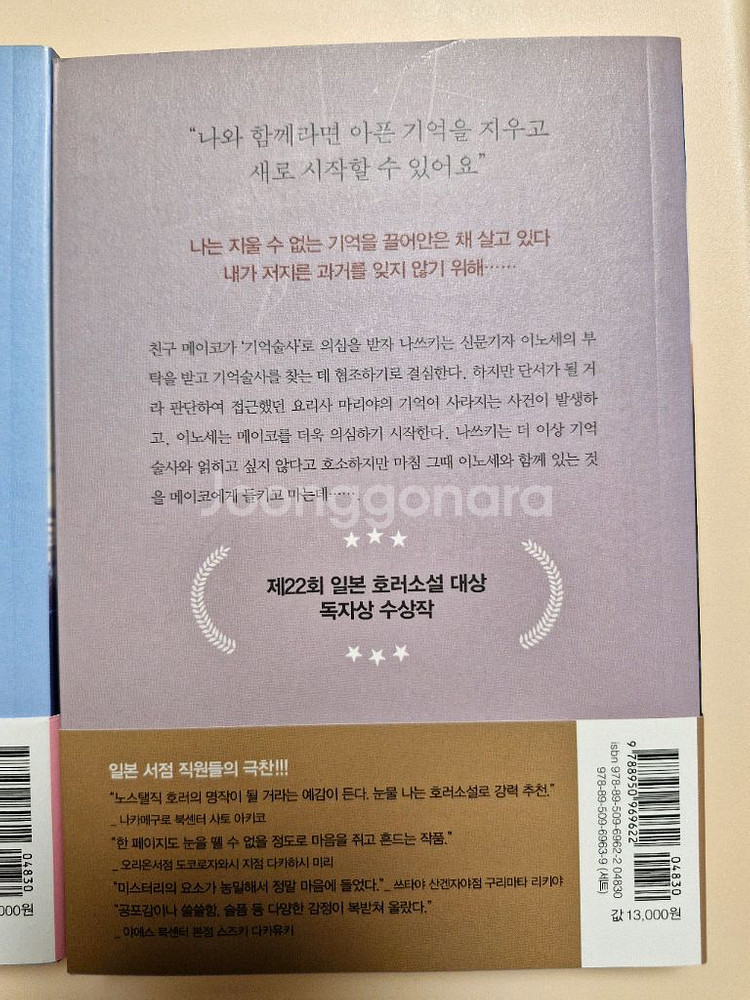 “나와 함께라면 아픈 기억을 지우고
새로 시작할 수 있어요”
나는 지울 수 없는 기억을 끌어안은 채 살고 있다
내가 저지른 과거를 잊지 않기 위해……
친구 메이코가 ‘기억술사’로 의심을 받자 나쓰키는 신문기자 이노세의 부
탁을 받고 기억술사를 찾는 데 협조하기로 결심한다. 하지만 단서가 될 거
라 판단하여 접근했던 요리사 마리야의 기억이 사라지는 사건이 발생하
고, 이노세는 메이코를 더욱 의심하기 시작한다. 나쓰키는 더 이상 기억
술사와 얽히고 싶지 않다고 호소하지만 마침 그때 이노세와 함께 있는 것
을 메이코에게 들키고 마는데…….
Joonggonara
제22회 일본 호러소설 대상
독자상 수상작
일본 서점 직원들의 극찬!!!
“노스탤직 호러의 명작이 될 거라는 예감이 든다. 눈물 나는 호러소설로 강력 추천.”
_ 나카메구로 북센터 사토 아키코
“한 페이지도 눈을 뗄 수 없을 정도로 마음을 쥐고 흔드는 작품.”
_ 오리온서점 도코로자와시 지점 다카하시 미리
“미스터리의 요소가 농밀해서 정말 마음에 들었다.” _ 쓰타야 산겐자야점 구리마타 리키야
“공포감이나 쓸쓸함, 슬픔 등 다양한 감정이 복받쳐 올랐다.”
_ 야에스 북센터 본점 스즈키 다카유키
9 788950 969622
isbn 978-89-509-6962-2 04830
978-89-509-6963-9 (세트)
04830
값 13,000원
04830
000원